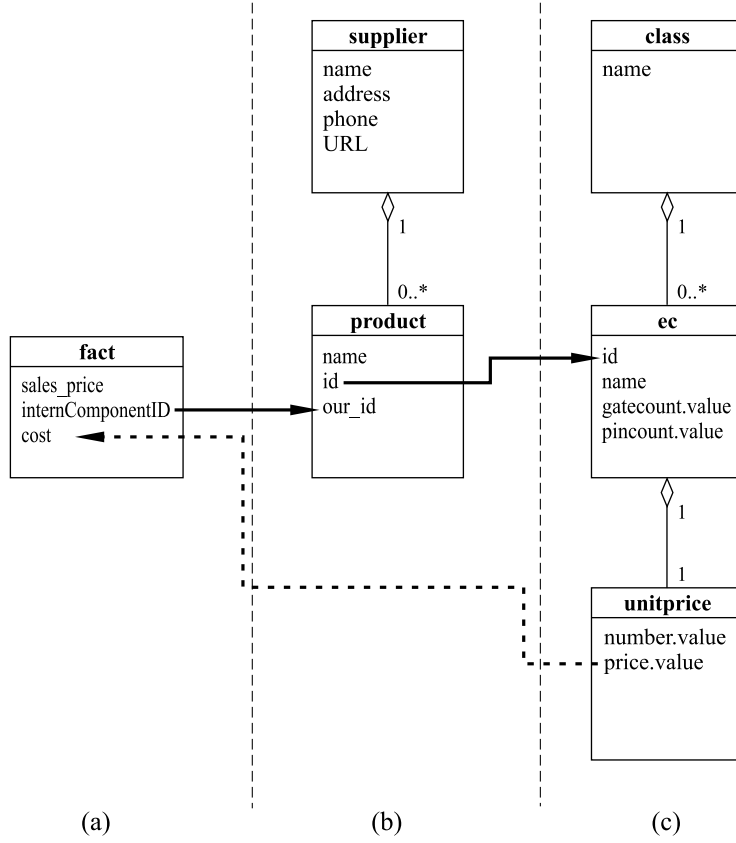 fact
sales_price
internComponentID
cost
supplier
name
address
phone
URL
1
0..*
product
name
id
our_id
class
name
1
0..*
ec
id
name
gatecount.value
pincount.value
1
1
unitprice
number.value
price.value
(a)
(b)
(c)